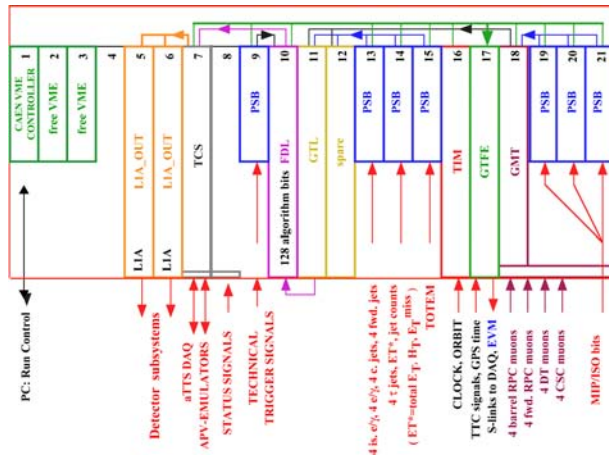 1
CAEN VME
CONTROLLER
2
free VME
3
free VME
4
5
L1A_OUT
L1A
6
L1A_OUT
L1A
7
TCS
8
9
PSB
10
128 algorithm bits FDL
11
GTL
12
spare
13
PSB
14
PSB
15
PSB
16
TIM
17
GTFE
18
GMT
19
PSB
20
PSB
21
PSB
PC: Run Control
Detector subsystems
aTTS DAQ
APV-EMULATORS
STATUS SIGNALS
TECHNICAL
TRIGGER SIGNALS
4 is. e/γ, 4 e/γ, 4 c. jets, 4 fwd. jets
4 τ jets, ET*, jet counts
( ET*=total ET, HT, ETmiss )
TOTEM
CLOCK, ORBIT
TTC signals, GPS time
S-links to DAQ, EVM
4 barrel RPC muons
4 fwd. RPC muons
4 DT muons
4 CSC muons
MIP/ISO bits